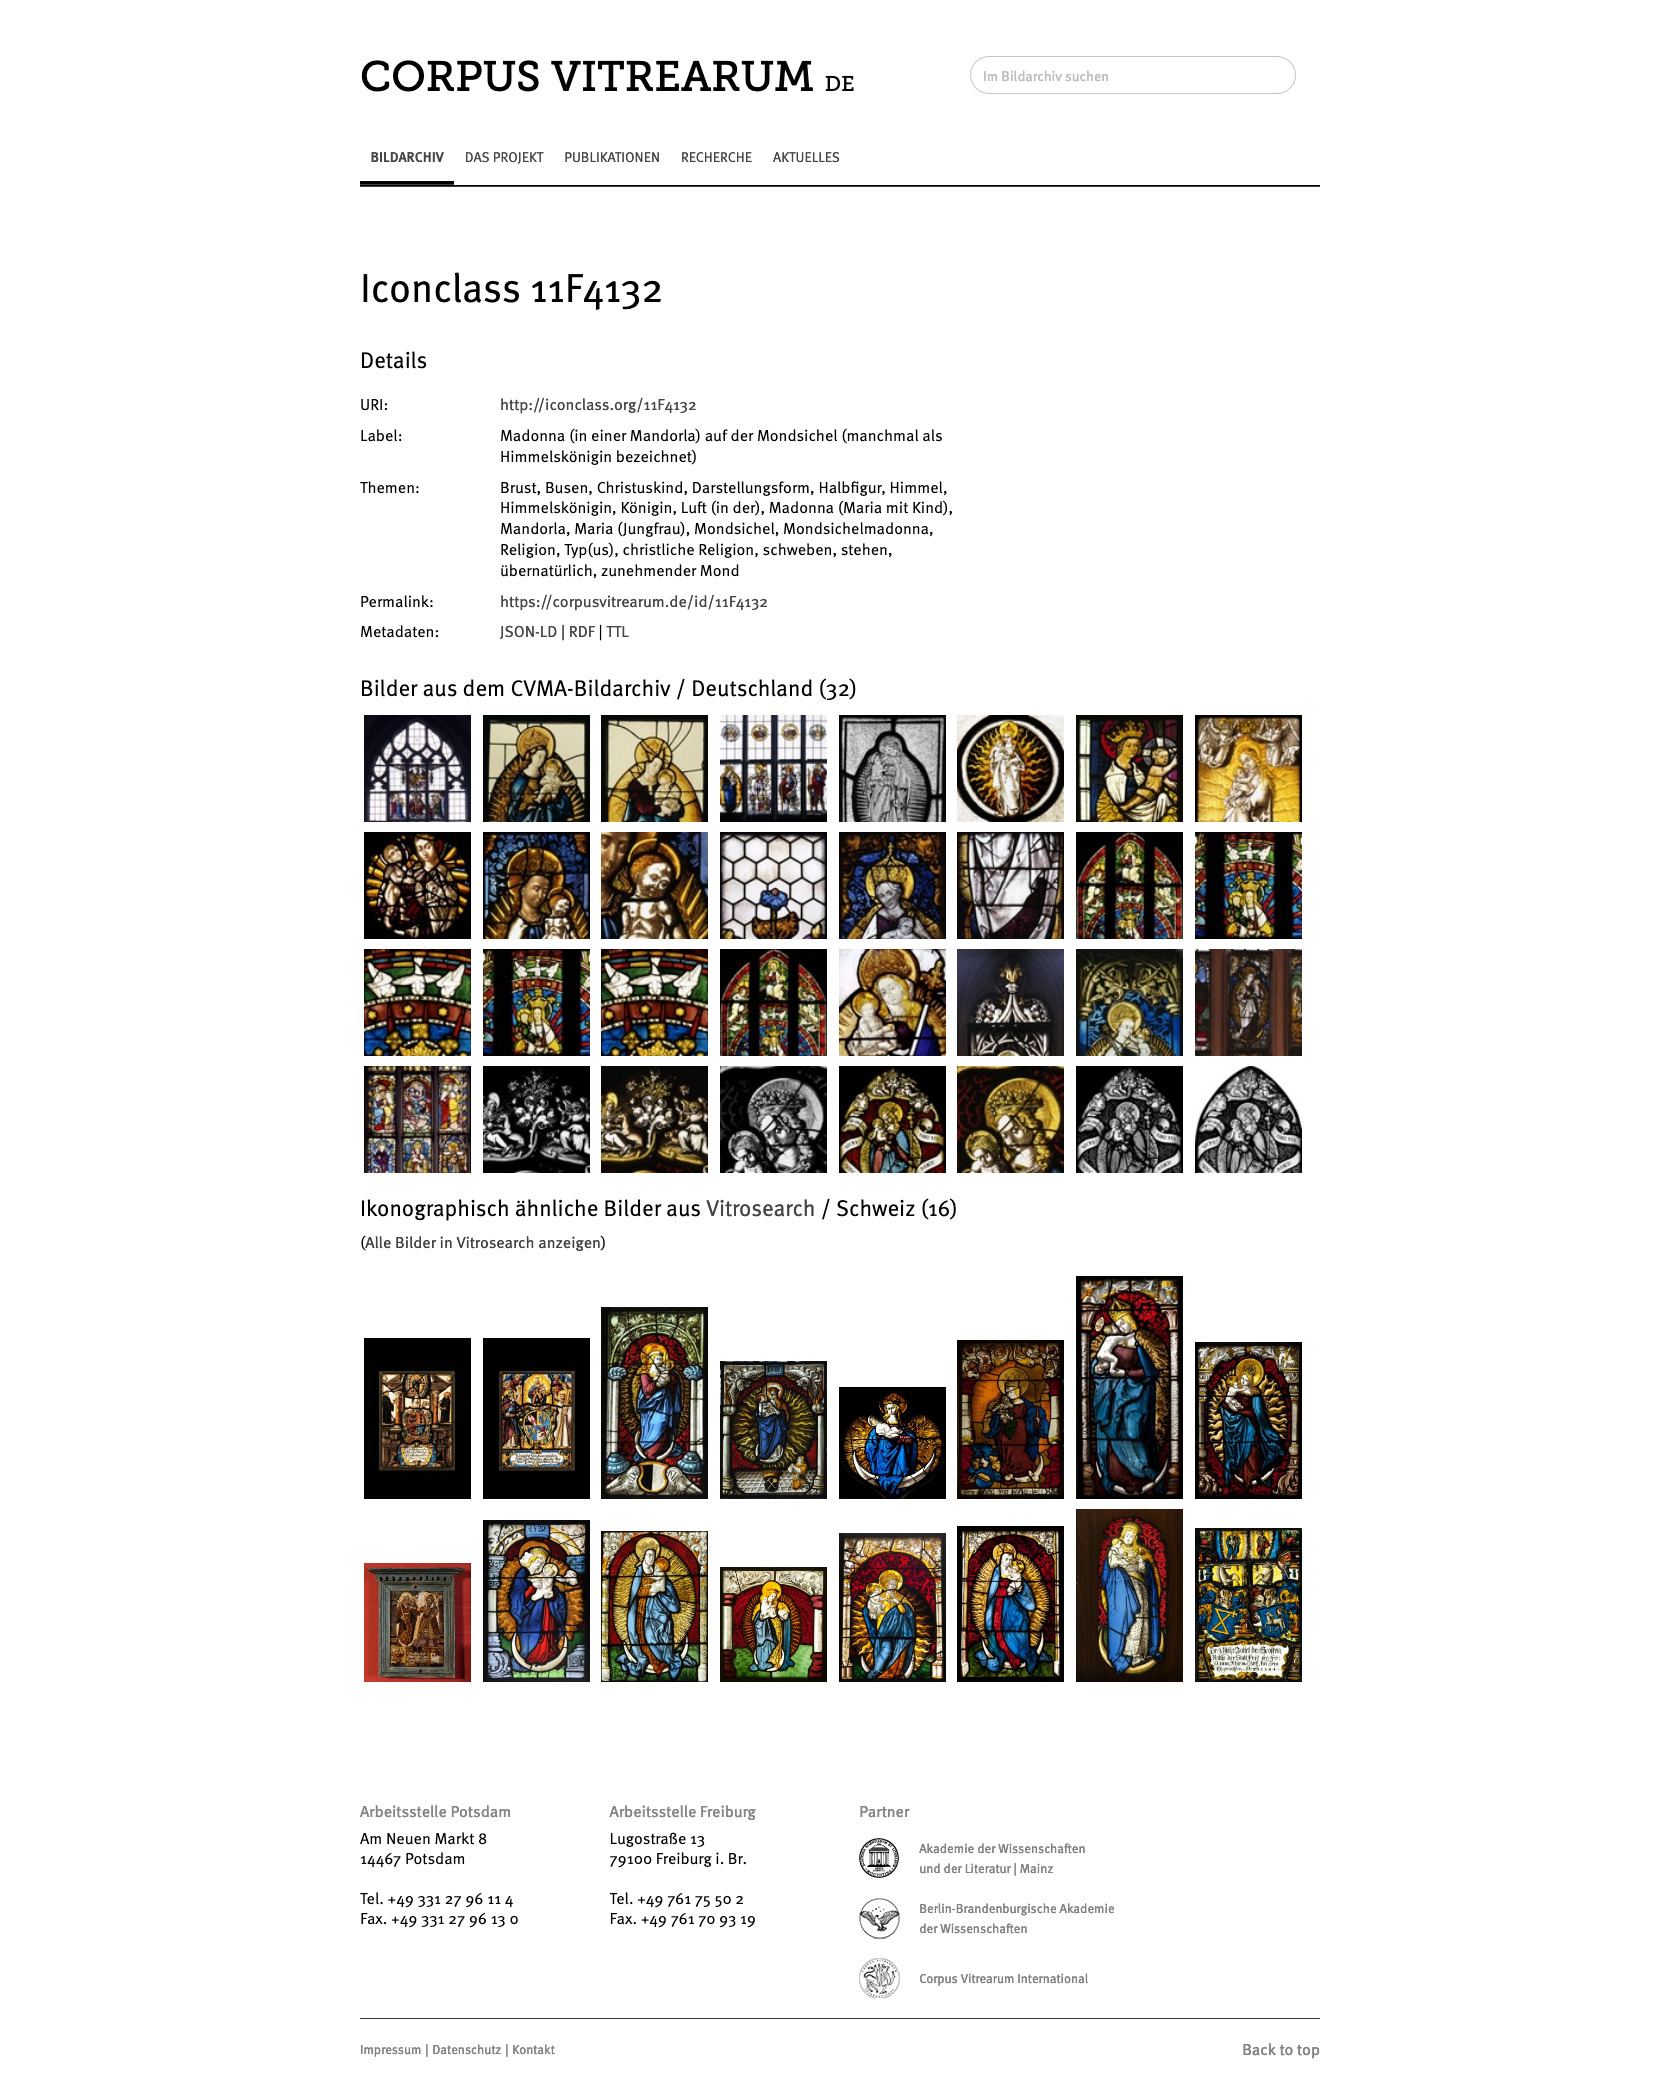 CORPUS VITREARUM DE
Im Bildarchiv suchen
BILDARCHIV DAS PROJEKT PUBLIKATIONEN RECHERCHE AKTUELLES
Iconclass 11F4132
Details
URI: http://iconclass.org/11F4132
Label: Madonna (in einer Mandorla) auf der Mondsichel (manchmal als
Himmelskönigin bezeichnet)
Themen: Brust, Busen, Christuskind, Darstellungsform, Halbfigur, Himmel,
Himmelskönigin, Königin, Luft (in der), Madonna (Maria mit Kind),
Mandorla, Maria (Jungfrau), Mondsichel, Mondsichelmadonna,
Religion, Typ(us), christliche Religion, schweben, stehen,
übernatürlich, zunehmender Mond
Permalink: https://corpusvitrearum.de/id/11F4132
Metadaten: JSON-LD | RDF | TTL
Bilder aus dem CVMA-Bildarchiv / Deutschland (32)
Ikonographisch ähnliche Bilder aus Vitrosearch / Schweiz (16)
(Alle Bilder in Vitrosearch anzeigen)
Arbeitsstelle Potsdam
Am Neuen Markt 8
14467 Potsdam
Tel. +49 331 27 96 11 4
Fax. +49 331 27 96 13 0
Arbeitsstelle Freiburg
Lugostraße 13
79100 Freiburg i. Br.
Tel. +49 761 75 50 2
Fax. +49 761 70 93 19
Partner
Akademie der Wissenschaften
und der Literatur | Mainz
Berlin-Brandenburgische Akademie
der Wissenschaften
Corpus Vitrearum International
Impressum | Datenschutz | Kontakt
Back to top